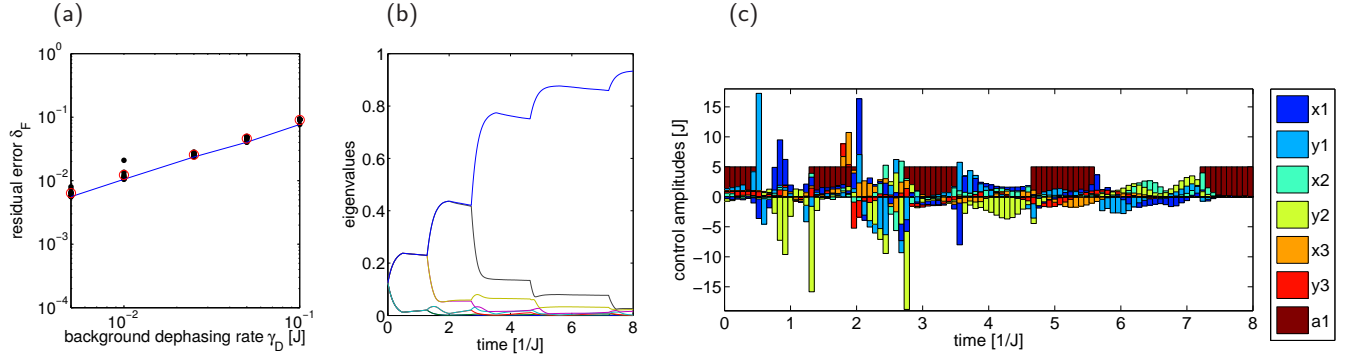 (a)
10^0
10^-1
10^-2
10^-3
10^-4
residual error δ_F
10^-2
10^-1
background dephasing rate γ_D [J]
(b)
1
0.8
0.6
0.4
0.2
0
eigenvalues
0 2 4 6 8
time [1/J]
(c)
15
10
5
0
−5
−10
−15
control amplitudes [J]
0 1 2 3 4 5 6 7 8
time [1/J]
x1
y1
x2
y2
x3
y3
a1